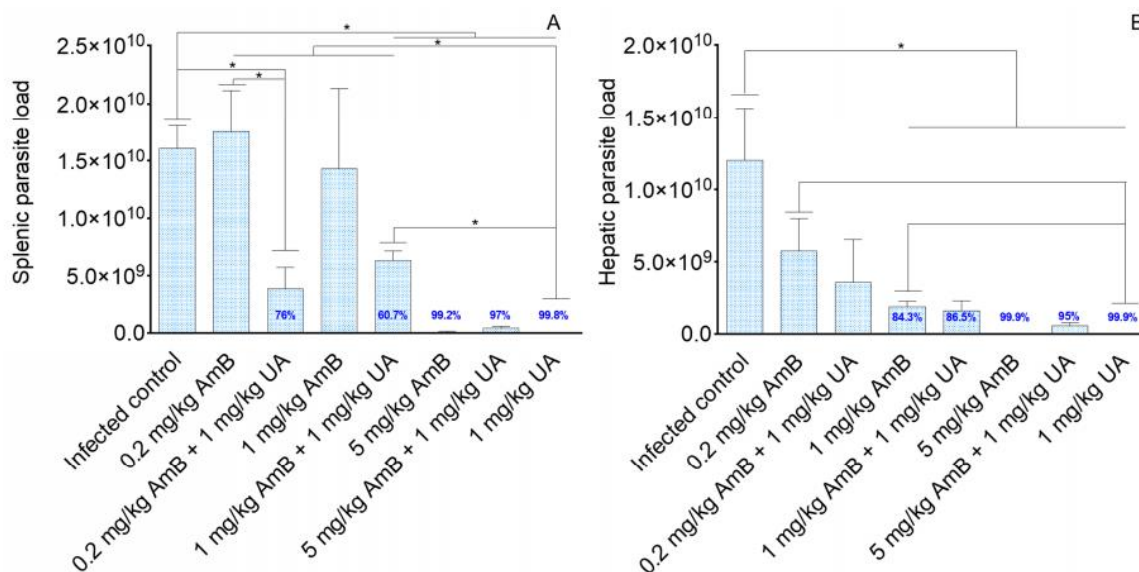 A
*
*
*
*
*
Splenic parasite load
2.5×10¹⁰
2.0×10¹⁰
1.5×10¹⁰
1.0×10¹⁰
5.0×10⁹
0.0
76%
60.7%
99.2%
97%
99.8%
Infected control
0.2 mg/kg AmB
0.2 mg/kg AmB + 1 mg/kg UA
1 mg/kg AmB
1 mg/kg AmB + 1 mg/kg UA
5 mg/kg AmB
5 mg/kg AmB + 1 mg/kg UA
1 mg/kg UA
*
Hepatic parasite load
2.0×10¹⁰
1.5×10¹⁰
1.0×10¹⁰
5.0×10⁹
0.0
84.3%
86.5%
99.9%
95%
99.9%
Infected control
0.2 mg/kg AmB
0.2 mg/kg AmB + 1 mg/kg UA
1 mg/kg AmB
1 mg/kg AmB + 1 mg/kg UA
5 mg/kg AmB
5 mg/kg AmB + 1 mg/kg UA
1 mg/kg UA